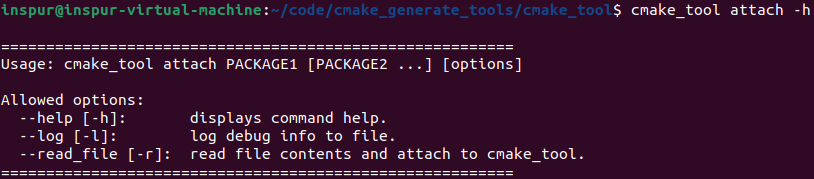 inspur@inspur-virtual-machine:~/code/cmake_generate_tools/cmake_tool$ cmake_tool attach -h
=========================================================
Usage: cmake_tool attach PACKAGE1 [PACKAGE2 ...] [options]
Allowed options:
--help [-h]: displays command help.
--log [-l]: log debug info to file.
--read_file [-r]: read file contents and attach to cmake_tool.
=========================================================